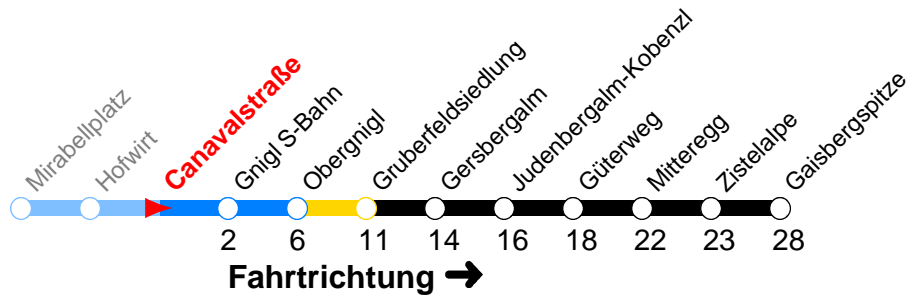 Mirabellplatz
Hofwirt
Canavalstraße
Gnigl S-Bahn
Obergnigl
Gruberfeldsiedlung
Gersbergalm
Judenbergalm-Kobenzl
Güterweg
Mitteregg
Zistelalpe
Gaisbergspitze
2 6 11 14 16 18 22 23 28
Fahrtrichtung ➔